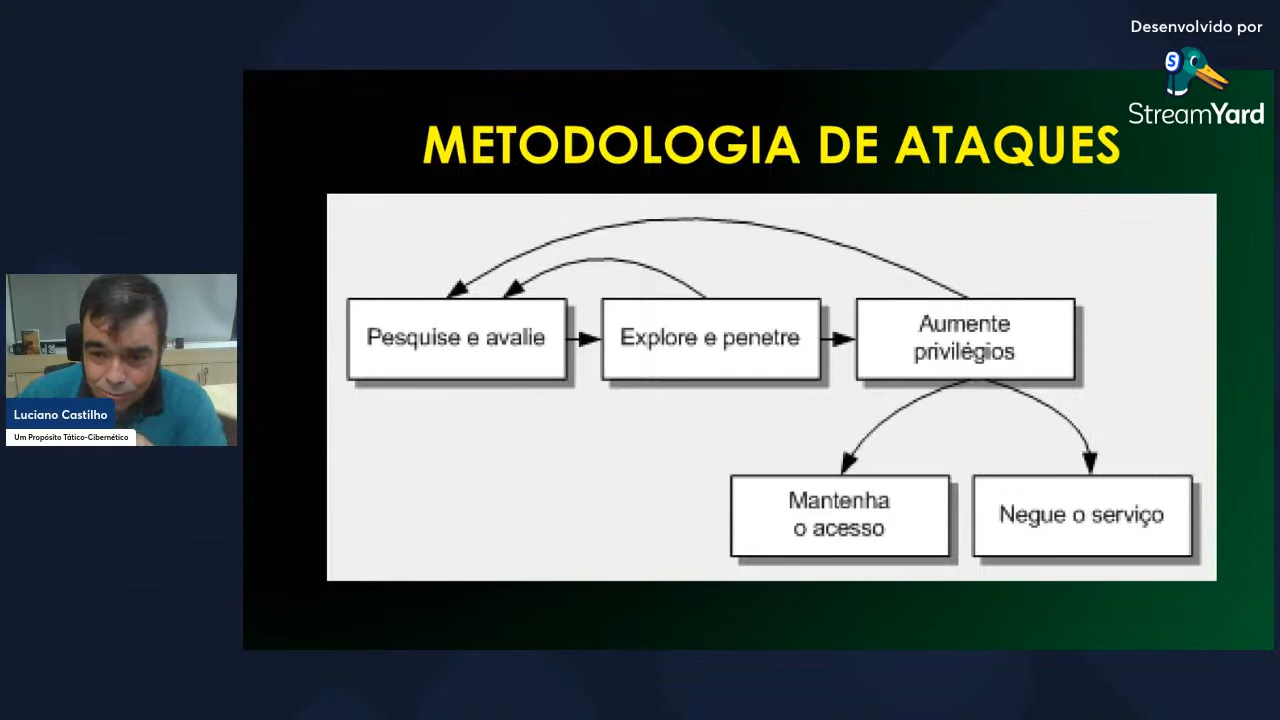 Desenvolvido por
StreamYard
METODOLOGIA DE ATAQUES
Pesquise e avalie
Explore e penetre
Aumente
privilégios
Mantenha
o acesso
Negue o serviço
Luciano Castilho
Um Propósito Tático-Cibernético